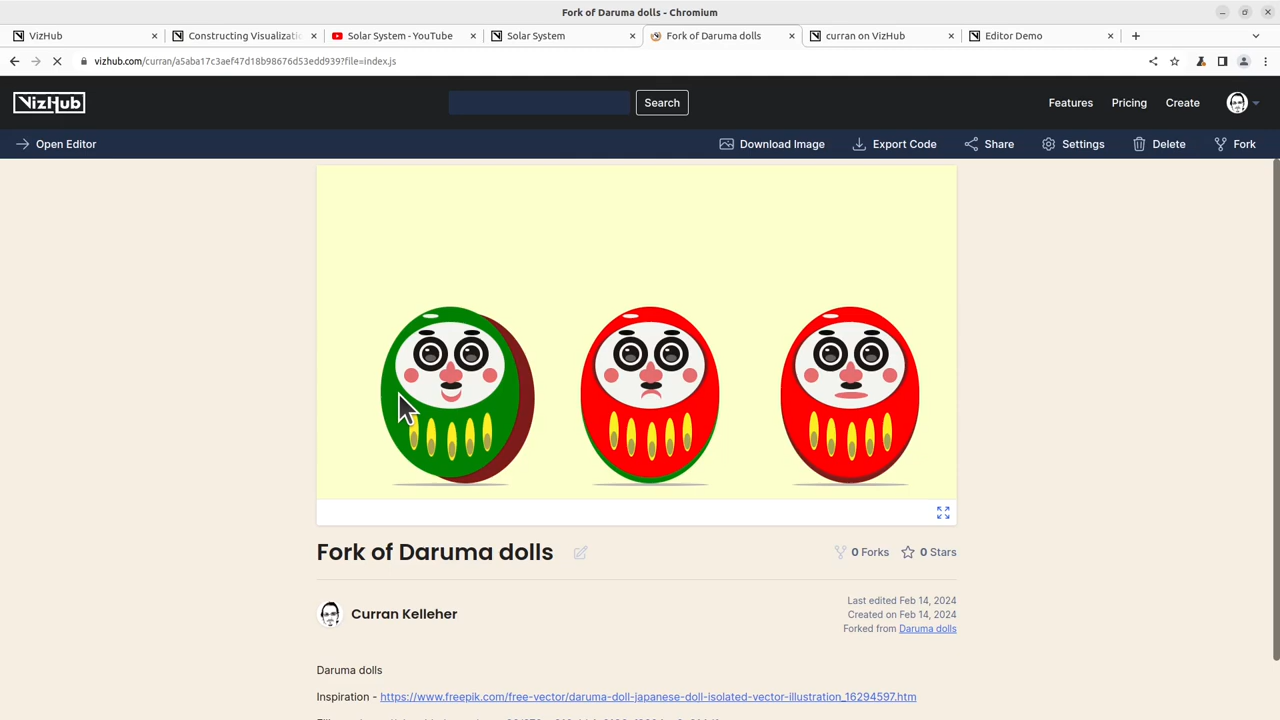 Fork of Daruma dolls - Chromium
VizHub
Constructing Visualizatio
Solar System - YouTube
Solar System
Fork of Daruma dolls
curran on VizHub
Editor Demo
vizhub.com/curran/a5aba17c3aef47d18b98676d53edd939?file=index.js
VizHub
Search
Features
Pricing
Create
Open Editor
Download Image
Export Code
Share
Settings
Delete
Fork
Fork of Daruma dolls
0 Forks
0 Stars
Curran Kelleher
Last edited Feb 14, 2024
Created on Feb 14, 2024
Forked from Daruma dolls
Daruma dolls
Inspiration - https://www.freepik.com/free-vector/daruma-doll-japanese-doll-isolated-vector-illustration_16294597.htm